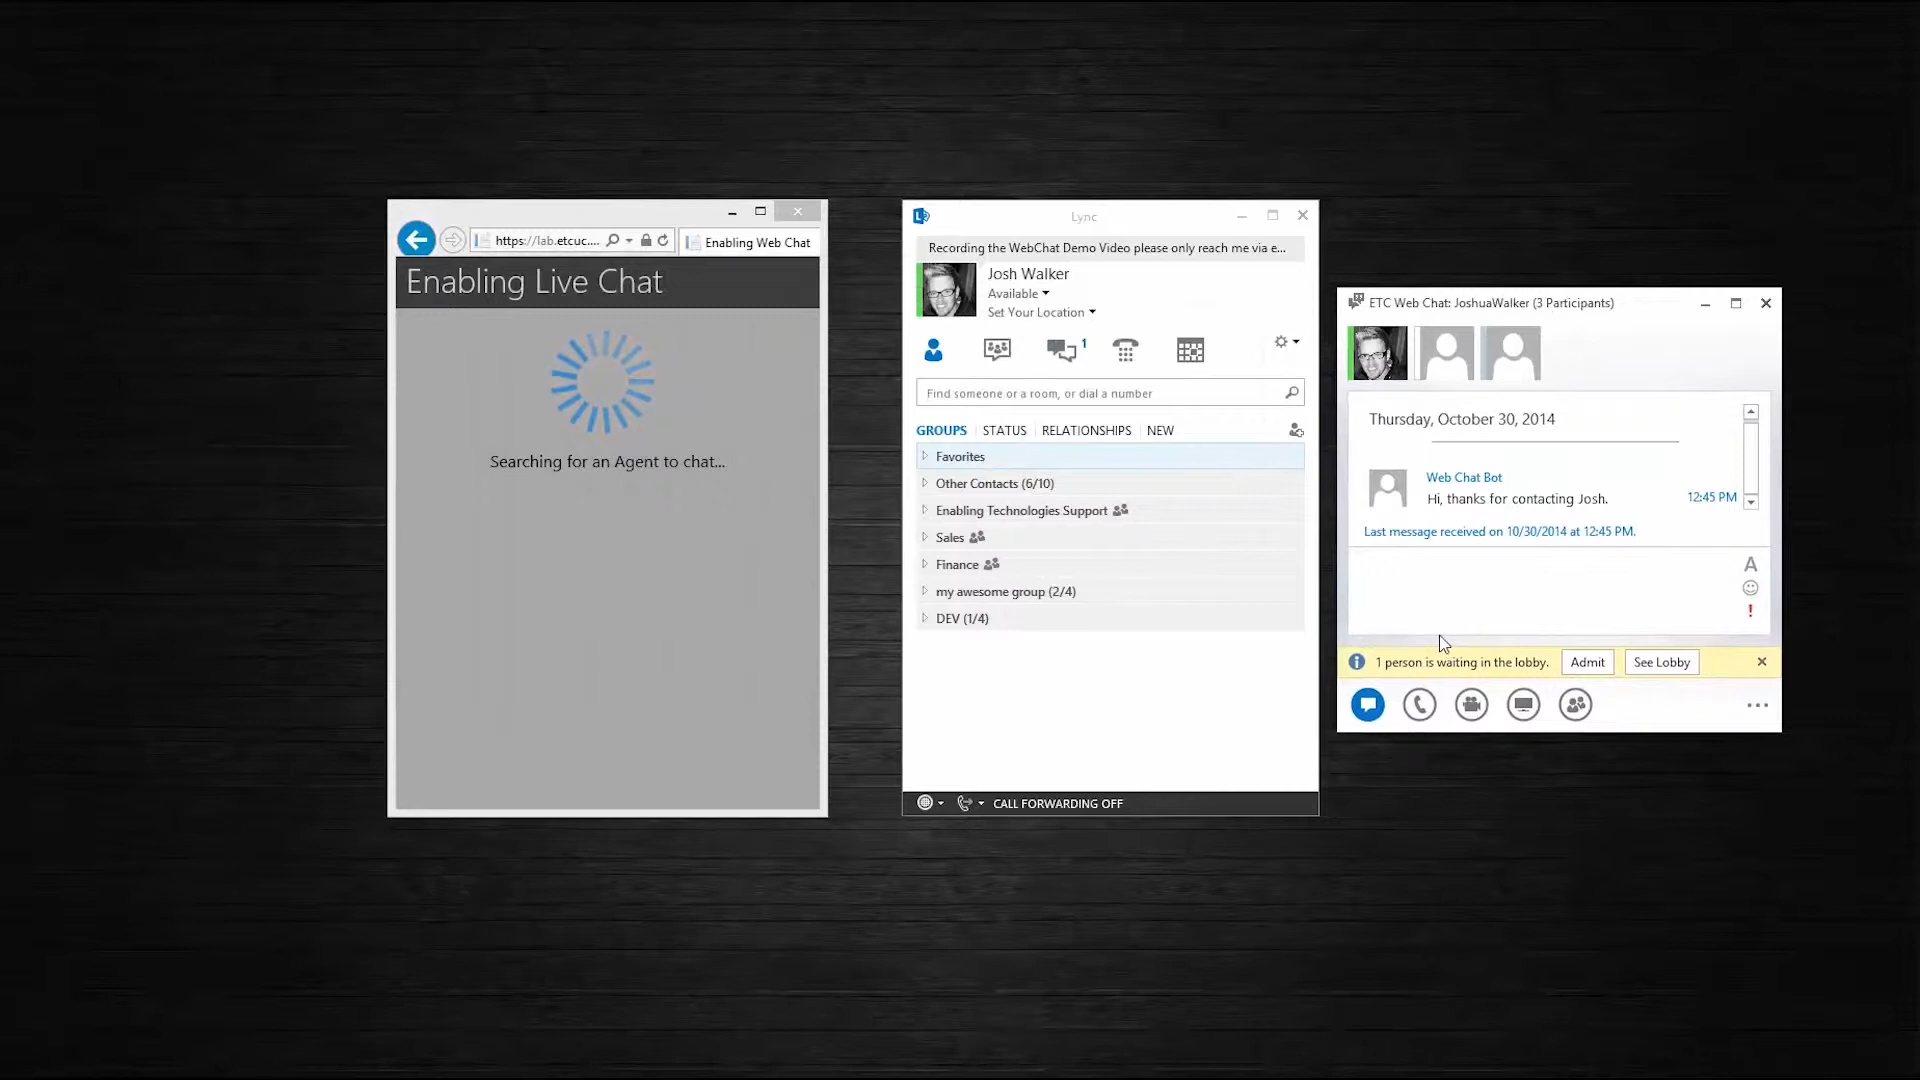 https://lab.etcuc....
Enabling Web Chat
Enabling Live Chat
Searching for an Agent to chat...
Lync
Recording the WebChat Demo Video please only reach me via e...
Josh Walker
Available
Set Your Location
1
Find someone or a room, or dial a number
GROUPS STATUS RELATIONSHIPS NEW
Favorites
Other Contacts (6/10)
Enabling Technologies Support
Sales
Finance
my awesome group (2/4)
DEV (1/4)
CALL FORWARDING OFF
ETC Web Chat: JoshuaWalker (3 Participants)
Thursday, October 30, 2014
Web Chat Bot
Hi, thanks for contacting Josh. 12:45 PM
Last message received on 10/30/2014 at 12:45 PM.
A
!
1 person is waiting in the lobby. Admit See Lobby